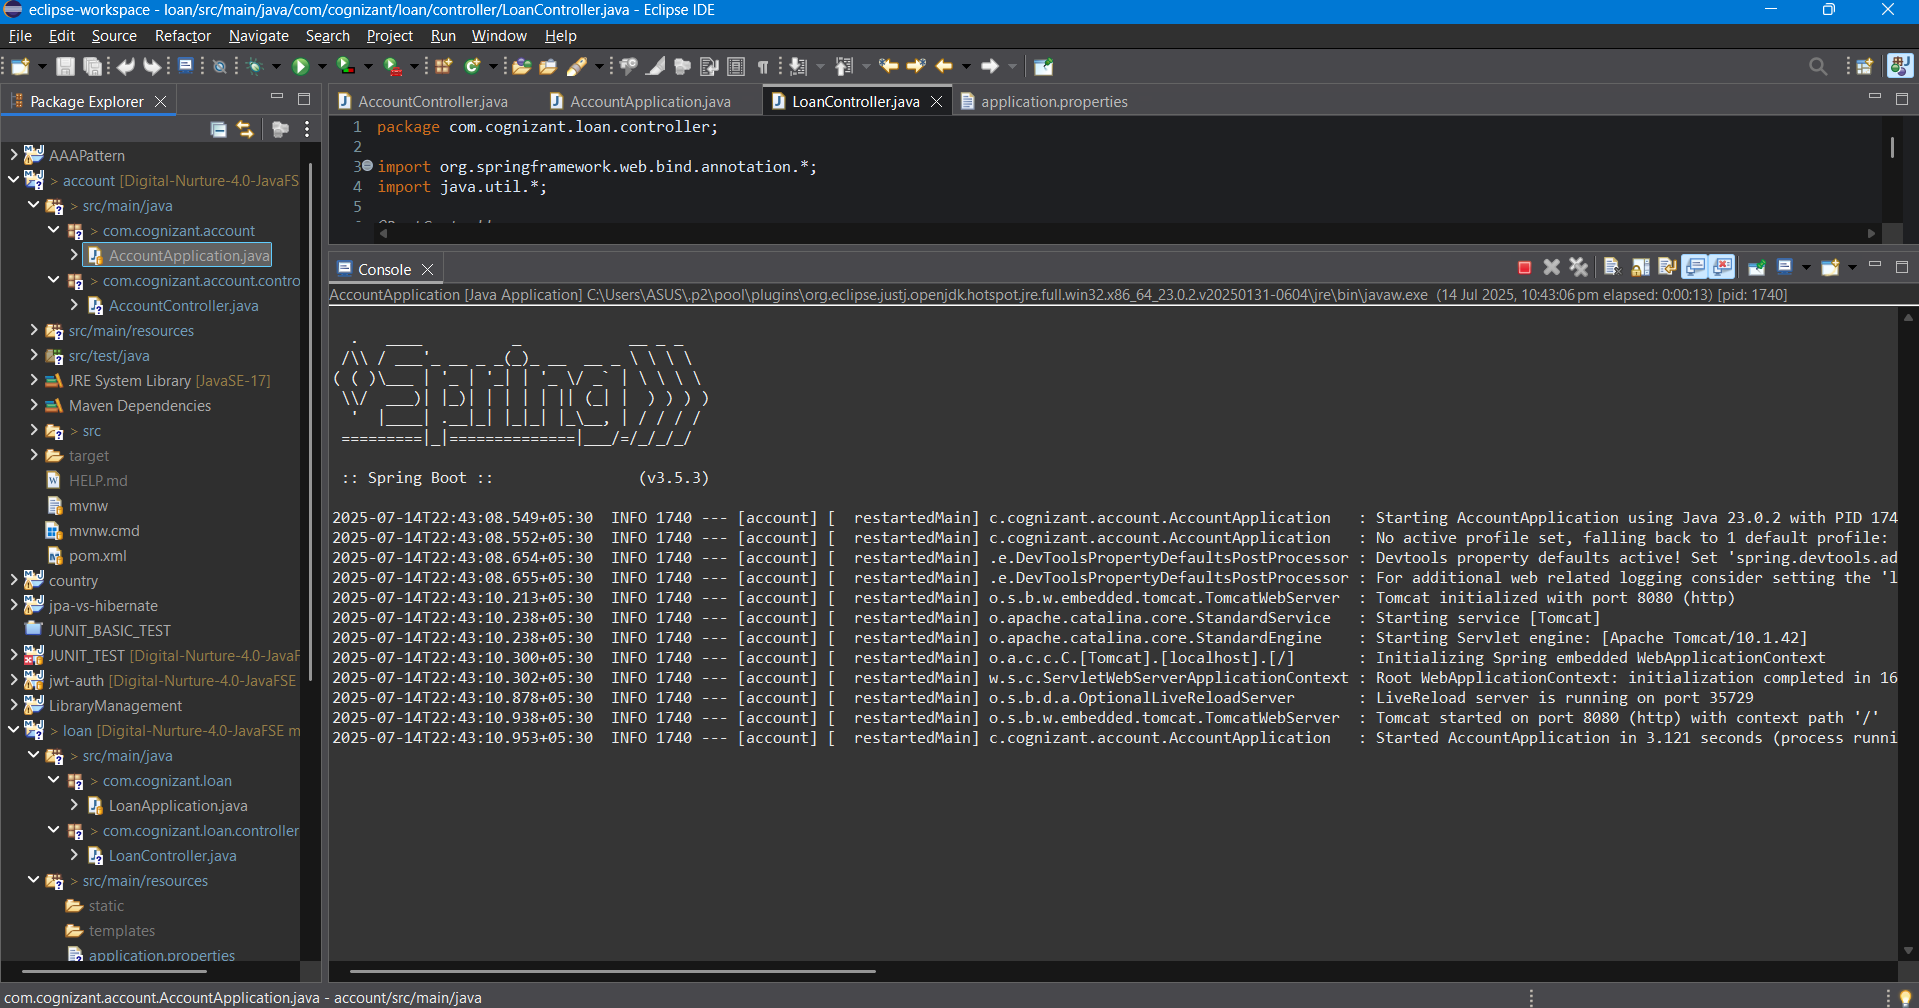 eclipse-workspace - loan/src/main/java/com/cognizant/loan/controller/LoanController.java - Eclipse IDE
File Edit Source Refactor Navigate Search Project Run Window Help
Package Explorer
AAAPattern
> account [Digital-Nurture-4.0-JavaFS
> src/main/java
> com.cognizant.account
AccountApplication.java
> com.cognizant.account.contro
AccountController.java
> src/main/resources
> src/test/java
JRE System Library [JavaSE-17]
Maven Dependencies
> src
target
HELP.md
mvnw
mvnw.cmd
pom.xml
country
jpa-vs-hibernate
JUNIT_BASIC_TEST
JUNIT_TEST [Digital-Nurture-4.0-JavaF
jwt-auth [Digital-Nurture-4.0-JavaFSE
LibraryManagement
> loan [Digital-Nurture-4.0-JavaFSE m
> src/main/java
> com.cognizant.loan
LoanApplication.java
> com.cognizant.loan.controller
LoanController.java
> src/main/resources
static
templates
application.properties
AccountController.java AccountApplication.java LoanController.java application.properties
1 package com.cognizant.loan.controller;
2
3 import org.springframework.web.bind.annotation.*;
4 import java.util.*;
5
Console
AccountApplication [Java Application] C:\Users\ASUS\.p2\pool\plugins\org.eclipse.justj.openjdk.hotspot.jre.full.win32.x86_64_23.0.2.v20250131-0604\jre\bin\javaw.exe (14 Jul 2025, 10:43:06 pm elapsed: 0:00:13) [pid: 1740]
Spring
:: Spring Boot :: (v3.5.3)
2025-07-14T22:43:08.549+05:30 INFO 1740 --- [account] [ restartedMain] c.cognizant.account.AccountApplication : Starting AccountApplication using Java 23.0.2 with PID 174
2025-07-14T22:43:08.552+05:30 INFO 1740 --- [account] [ restartedMain] c.cognizant.account.AccountApplication : No active profile set, falling back to 1 default profile:
2025-07-14T22:43:08.654+05:30 INFO 1740 --- [account] [ restartedMain] .e.DevToolsPropertyDefaultsPostProcessor : Devtools property defaults active! Set 'spring.devtools.ad
2025-07-14T22:43:08.655+05:30 INFO 1740 --- [account] [ restartedMain] .e.DevToolsPropertyDefaultsPostProcessor : For additional web related logging consider setting the 'l
2025-07-14T22:43:10.213+05:30 INFO 1740 --- [account] [ restartedMain] o.s.b.w.embedded.tomcat.TomcatWebServer : Tomcat initialized with port 8080 (http)
2025-07-14T22:43:10.238+05:30 INFO 1740 --- [account] [ restartedMain] o.apache.catalina.core.StandardService : Starting service [Tomcat]
2025-07-14T22:43:10.238+05:30 INFO 1740 --- [account] [ restartedMain] o.apache.catalina.core.StandardEngine : Starting Servlet engine: [Apache Tomcat/10.1.42]
2025-07-14T22:43:10.300+05:30 INFO 1740 --- [account] [ restartedMain] o.a.c.c.C.[Tomcat].[localhost].[/] : Initializing Spring embedded WebApplicationContext
2025-07-14T22:43:10.302+05:30 INFO 1740 --- [account] [ restartedMain] w.s.c.ServletWebServerApplicationContext : Root WebApplicationContext: initialization completed in 16
2025-07-14T22:43:10.878+05:30 INFO 1740 --- [account] [ restartedMain] o.s.b.d.a.OptionalLiveReloadServer : LiveReload server is running on port 35729
2025-07-14T22:43:10.938+05:30 INFO 1740 --- [account] [ restartedMain] o.s.b.w.embedded.tomcat.TomcatWebServer : Tomcat started on port 8080 (http) with context path '/'
2025-07-14T22:43:10.953+05:30 INFO 1740 --- [account] [ restartedMain] c.cognizant.account.AccountApplication : Started AccountApplication in 3.121 seconds (process runni
com.cognizant.account.AccountApplication.java - account/src/main/java